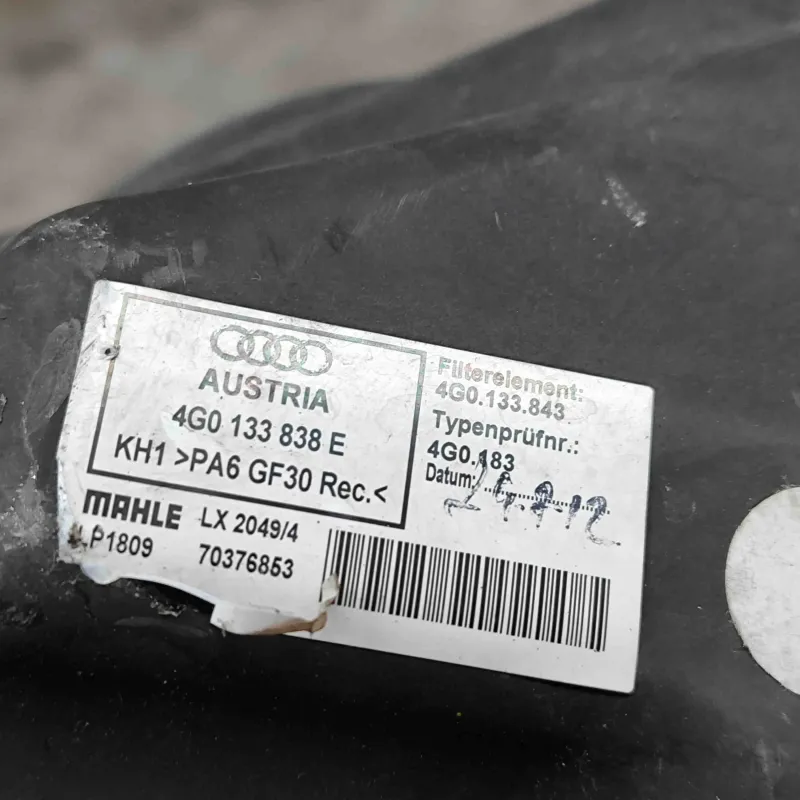 AUSTRIA
4G0 133 838 E
KH1 >PA6 GF30 Rec.<
MAHLE LX 2049/4
P1809 70376853
Filterelement:
4G0.133.843
Typenprüfnr.:
4G0.183
Datum: